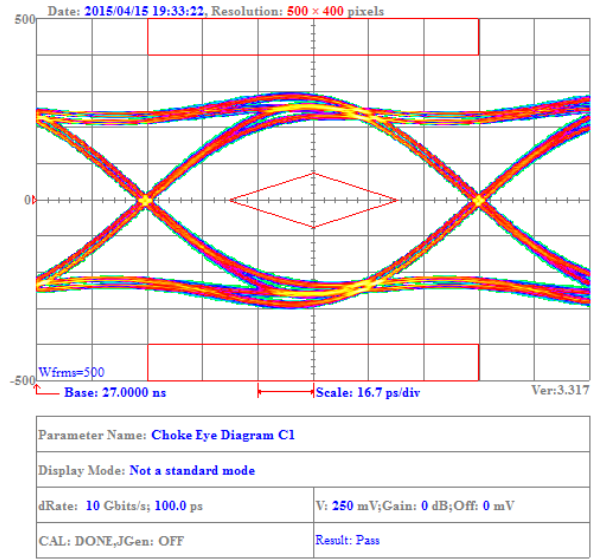 Date: 2015/04/15 19:33:22, Resolution: 500 × 400 pixels
500
0
-500
Wfrms=500
Base: 27.0000 ns
Scale: 16.7 ps/div
Ver:3.317
Parameter Name: Choke Eye Diagram C1
Display Mode: Not a standard mode
dRate: 10 Gbits/s; 100.0 ps
V: 250 mV;Gain: 0 dB;Off: 0 mV
CAL: DONE,JGen: OFF
Result: Pass